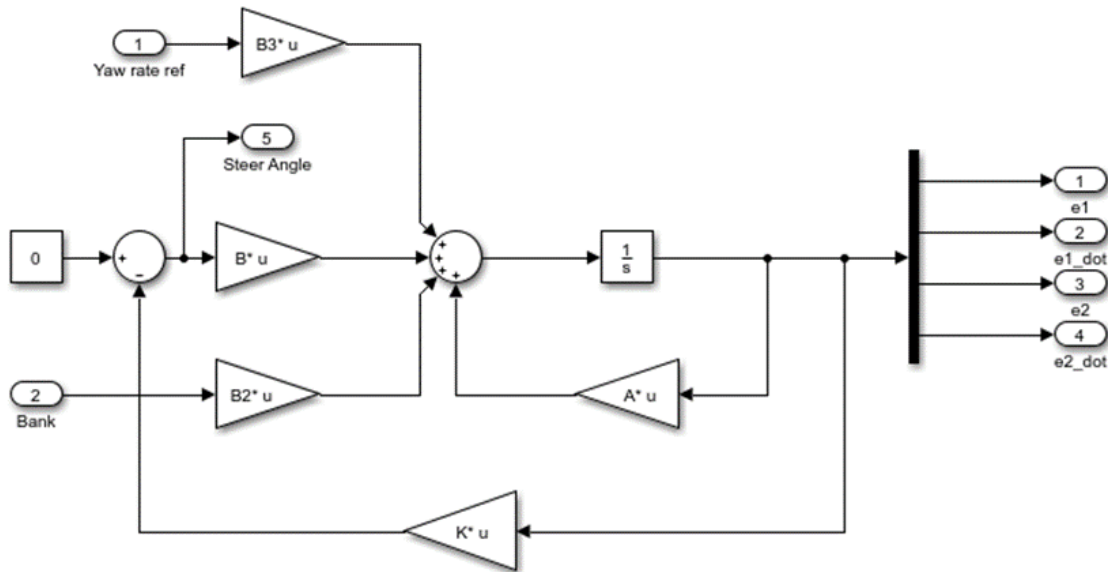 1
Yaw rate ref
B3* u
5
Steer Angle
0
+
−
B* u
+
+
+
+
1
s
2
Bank
B2* u
A* u
K* u
1
e1
2
e1_dot
3
e2
4
e2_dot